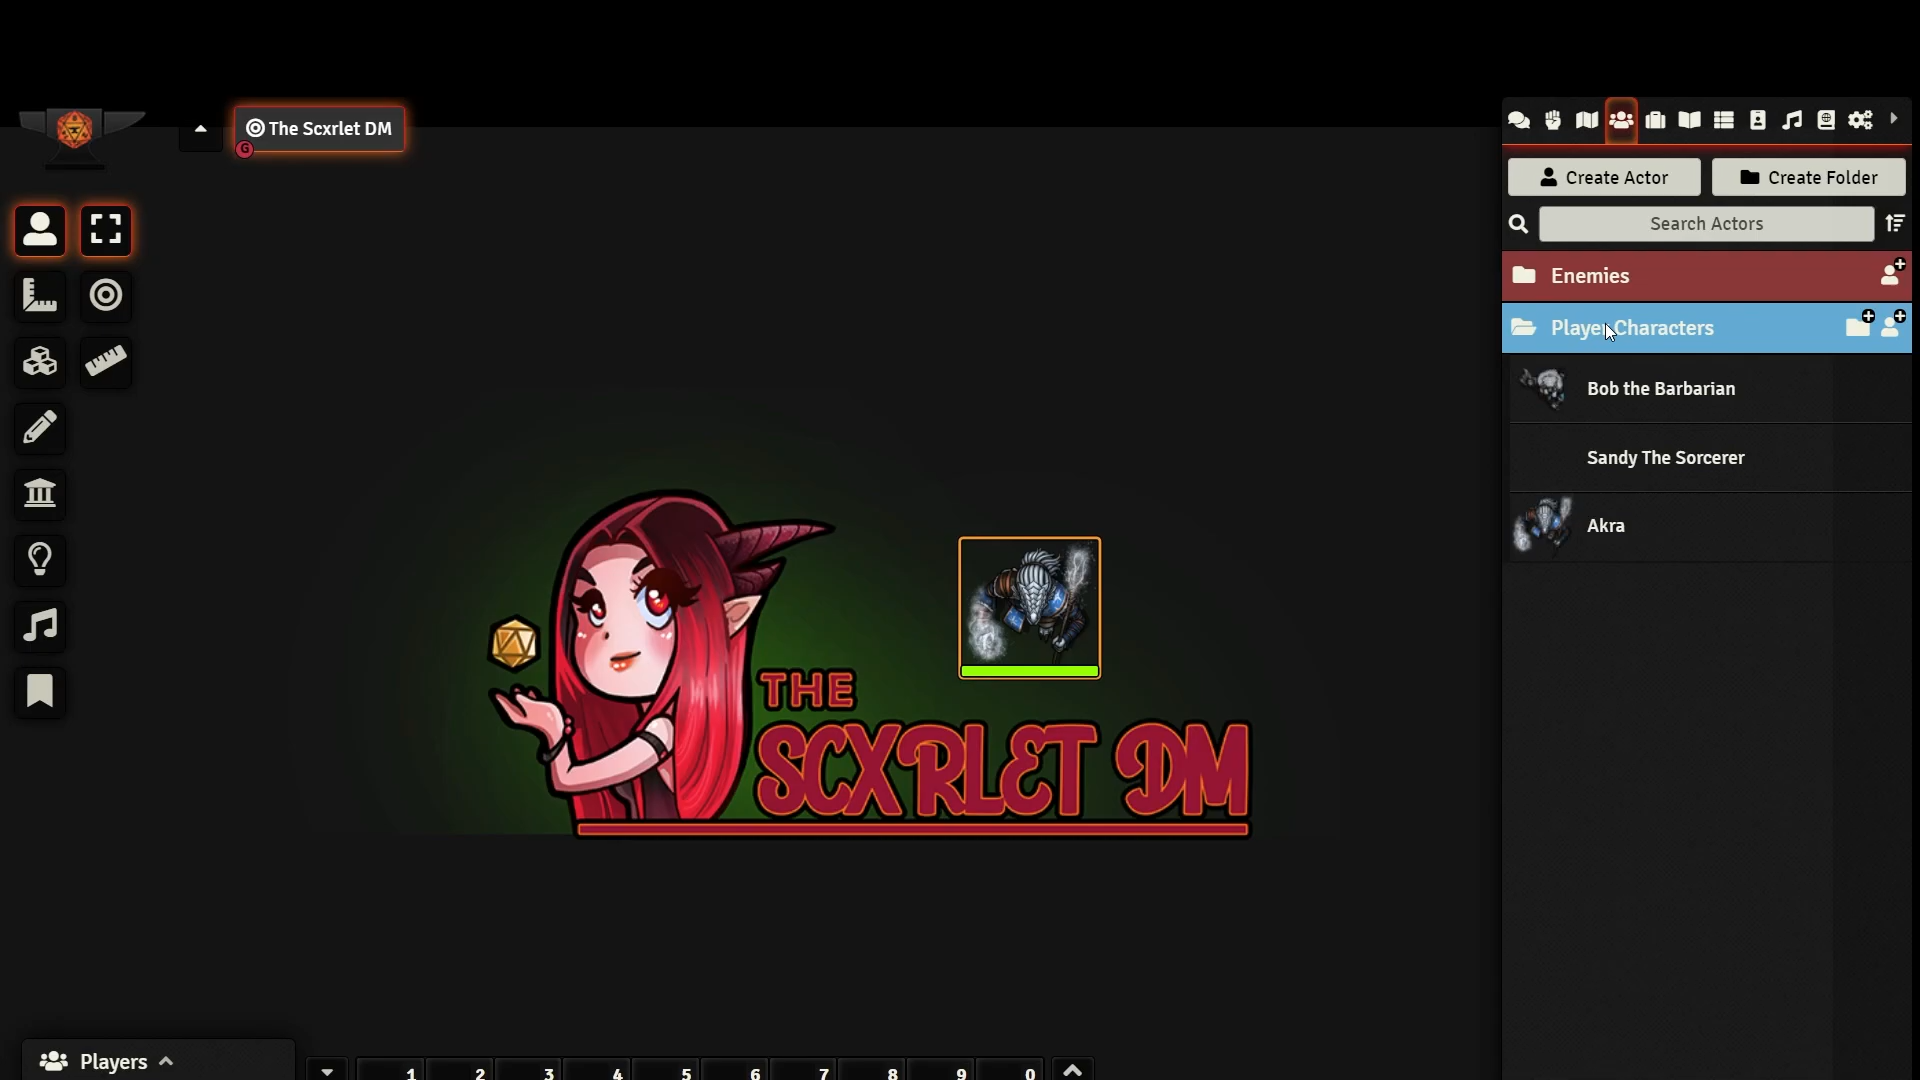 The Scxrlet DM
G
Create Actor
Create Folder
Search Actors
Enemies
Player Characters
Bob the Barbarian
Sandy The Sorcerer
Akra
THE
SCXRLET DM
Players
1 2 3 4 5 6 7 8 9 0